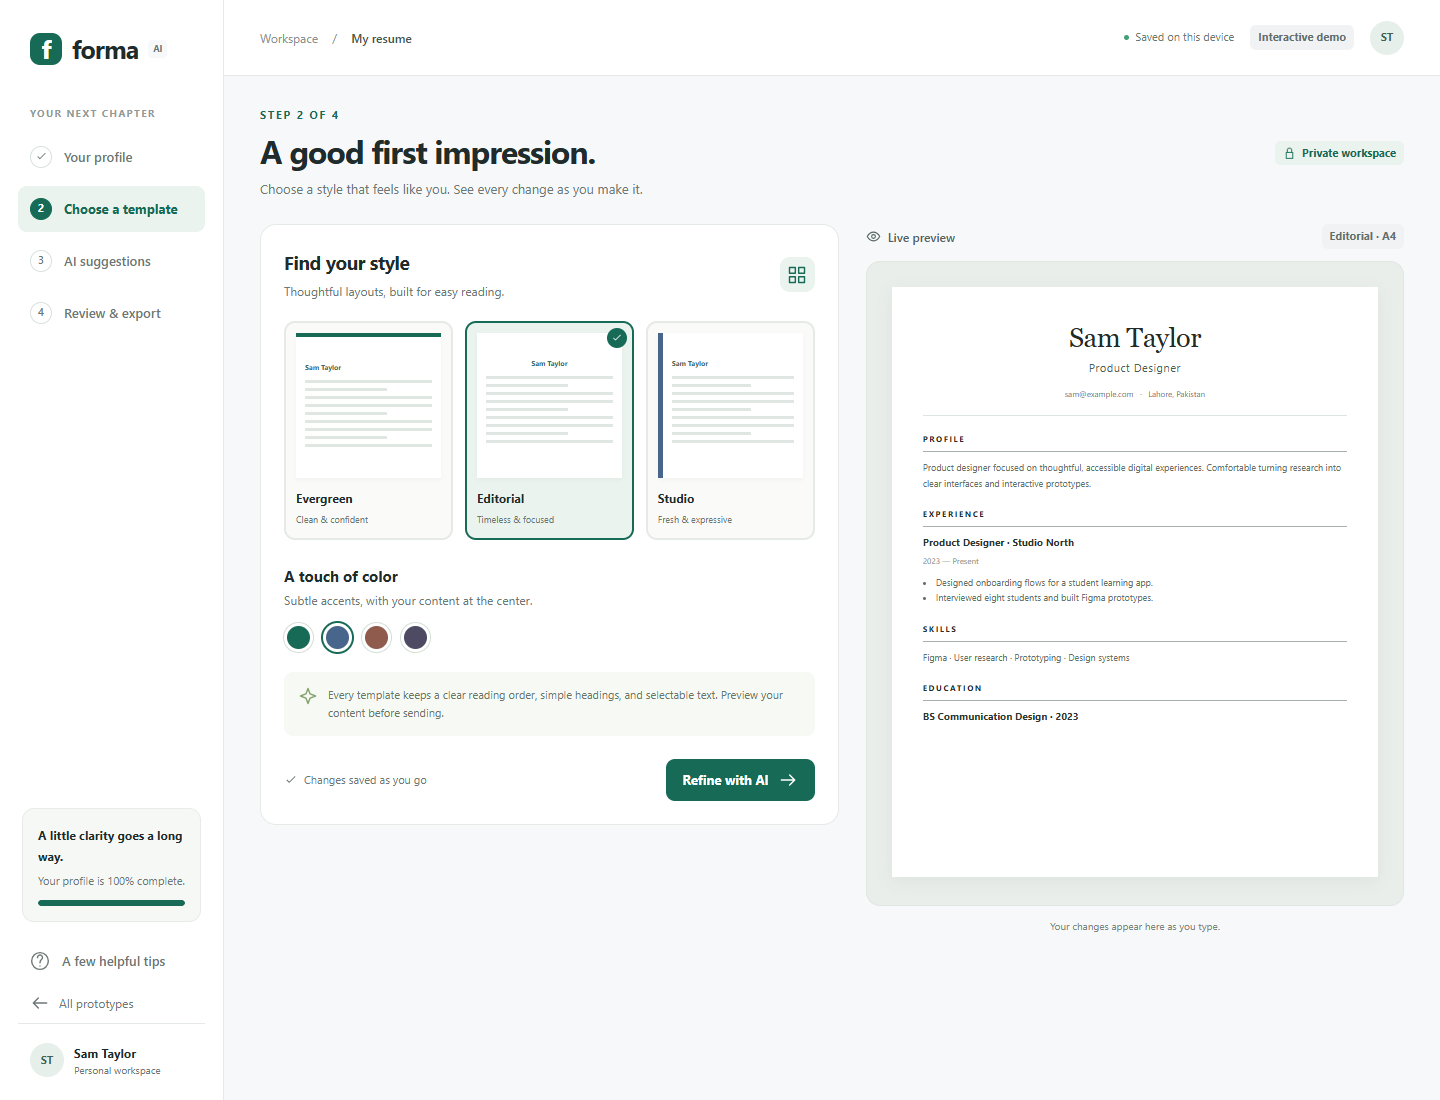 f forma AI
YOUR NEXT CHAPTER
Your profile
2 Choose a template
3 AI suggestions
4 Review & export
A little clarity goes a long
way.
Your profile is 100% complete.
A few helpful tips
All prototypes
ST Sam Taylor
Personal workspace
Workspace / My resume
Saved on this device
Interactive demo
ST
STEP 2 OF 4
A good first impression.
Choose a style that feels like you. See every change as you make it.
Private workspace
Find your style
Thoughtful layouts, built for easy reading.
Sam Taylor
Evergreen
Clean & confident
Sam Taylor
Editorial
Timeless & focused
Sam Taylor
Studio
Fresh & expressive
A touch of color
Subtle accents, with your content at the center.
Every template keeps a clear reading order, simple headings, and selectable text. Preview your
content before sending.
Changes saved as you go
Refine with AI
Live preview
Editorial · A4
Sam Taylor
Product Designer
sam@example.com · Lahore, Pakistan
PROFILE
Product designer focused on thoughtful, accessible digital experiences. Comfortable turning research into
clear interfaces and interactive prototypes.
EXPERIENCE
Product Designer · Studio North
2023 — Present
• Designed onboarding flows for a student learning app.
• Interviewed eight students and built Figma prototypes.
SKILLS
Figma · User research · Prototyping · Design systems
EDUCATION
BS Communication Design · 2023
Your changes appear here as you type.